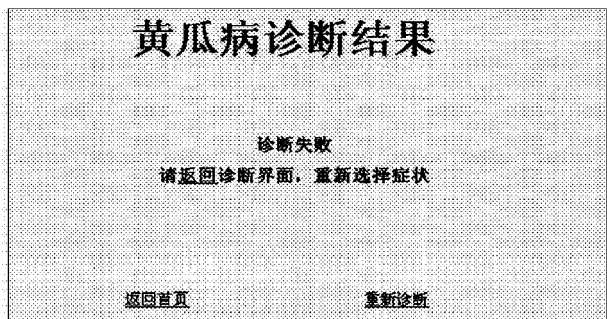 黄瓜病诊断结果
诊断失败
请返回诊断界面，重新选择症状
返回首页 重新诊断